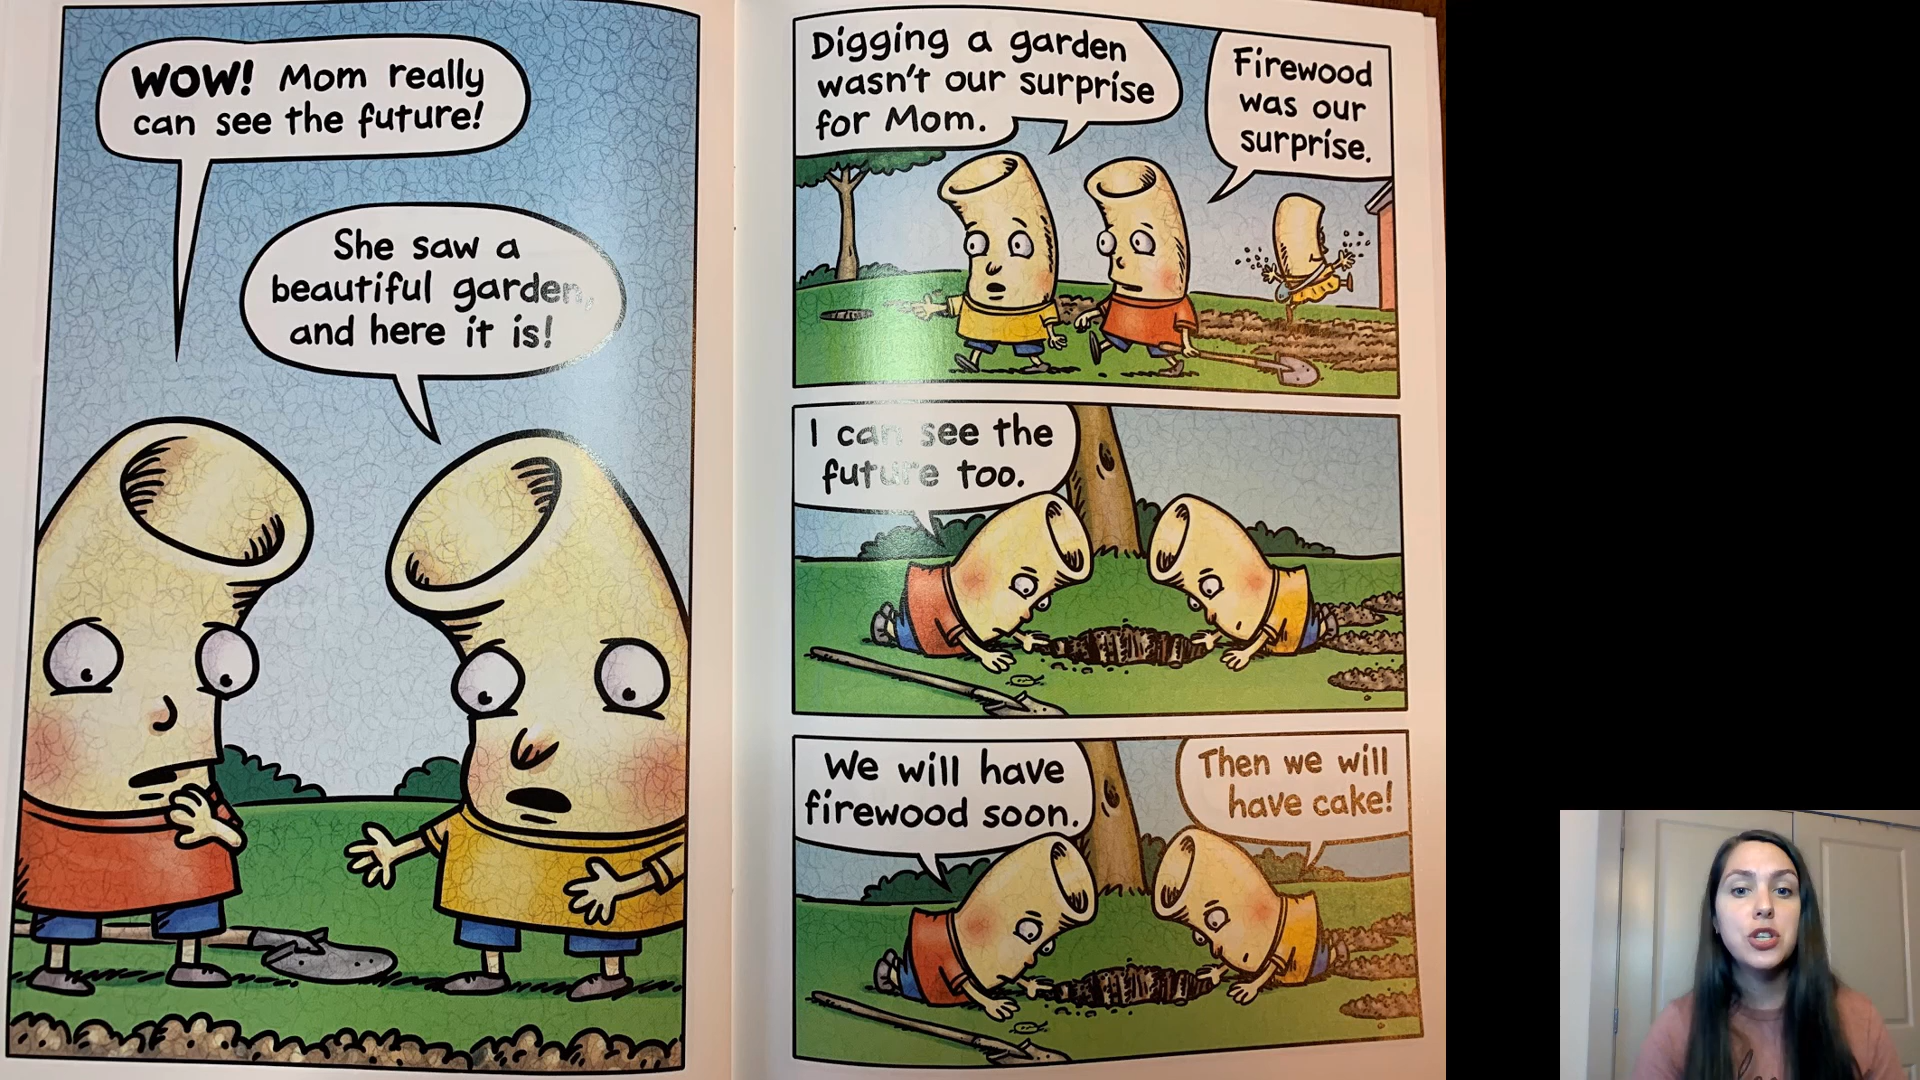 WOW! Mom really
can see the future!
She saw a
beautiful garden,
and here it is!
Digging a garden
wasn't our surprise
for Mom.
Firewood
was our
surprise.
I can see the
future too.
We will have
firewood soon.
Then we will
have cake!